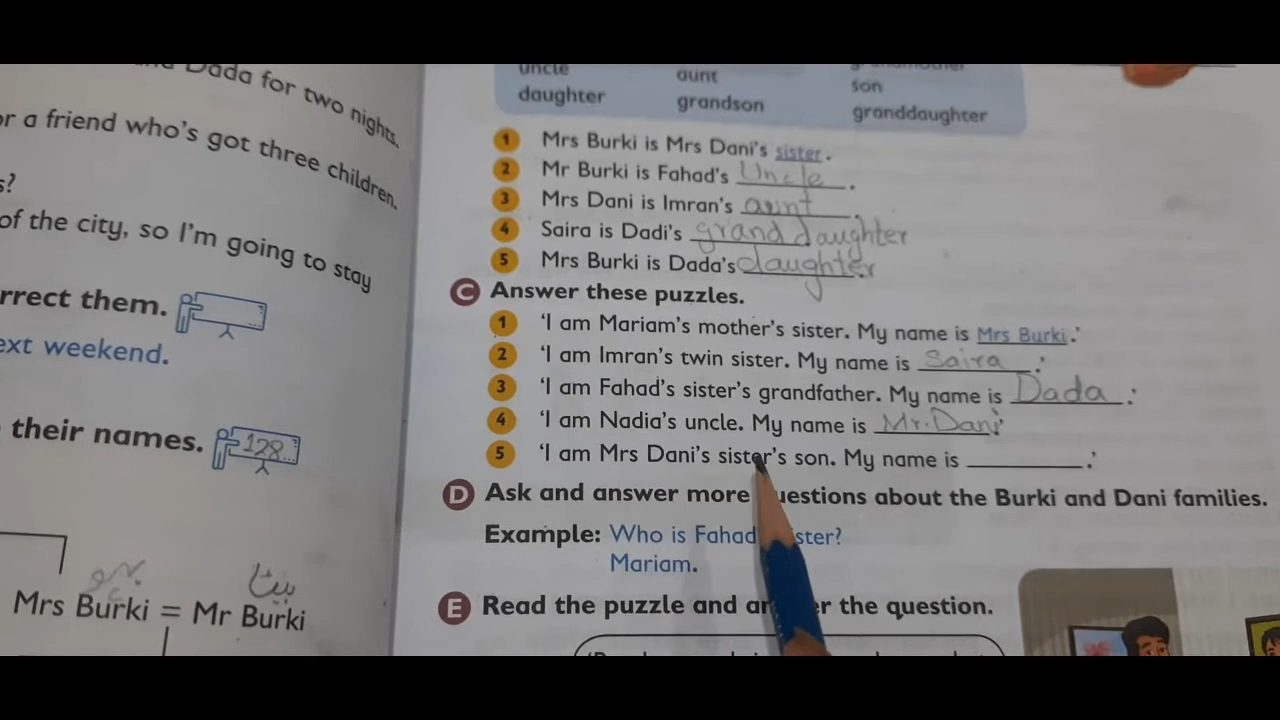 Dada for two nights.
or a friend who's got three children.
s?
of the city, so I'm going to stay
rrect them.
ext weekend.
their names. 128
بہو بیٹا
Mrs Burki = Mr Burki
uncle aunt
son
daughter grandson granddaughter
1 Mrs Burki is Mrs Dani's sister.
2 Mr Burki is Fahad's Uncle.
3 Mrs Dani is Imran's aunt.
4 Saira is Dadi's grand daughter
5 Mrs Burki is Dada's daughter.
C Answer these puzzles.
1 'I am Mariam's mother's sister. My name is Mrs Burki.'
2 'I am Imran's twin sister. My name is Saira.'
3 'I am Fahad's sister's grandfather. My name is Dada.'
4 'I am Nadia's uncle. My name is Mr. Dani.'
5 'I am Mrs Dani's sister's son. My name is ________.'
D Ask and answer more uestions about the Burki and Dani families.
Example: Who is Fahad ster?
Mariam.
E Read the puzzle and an er the question.